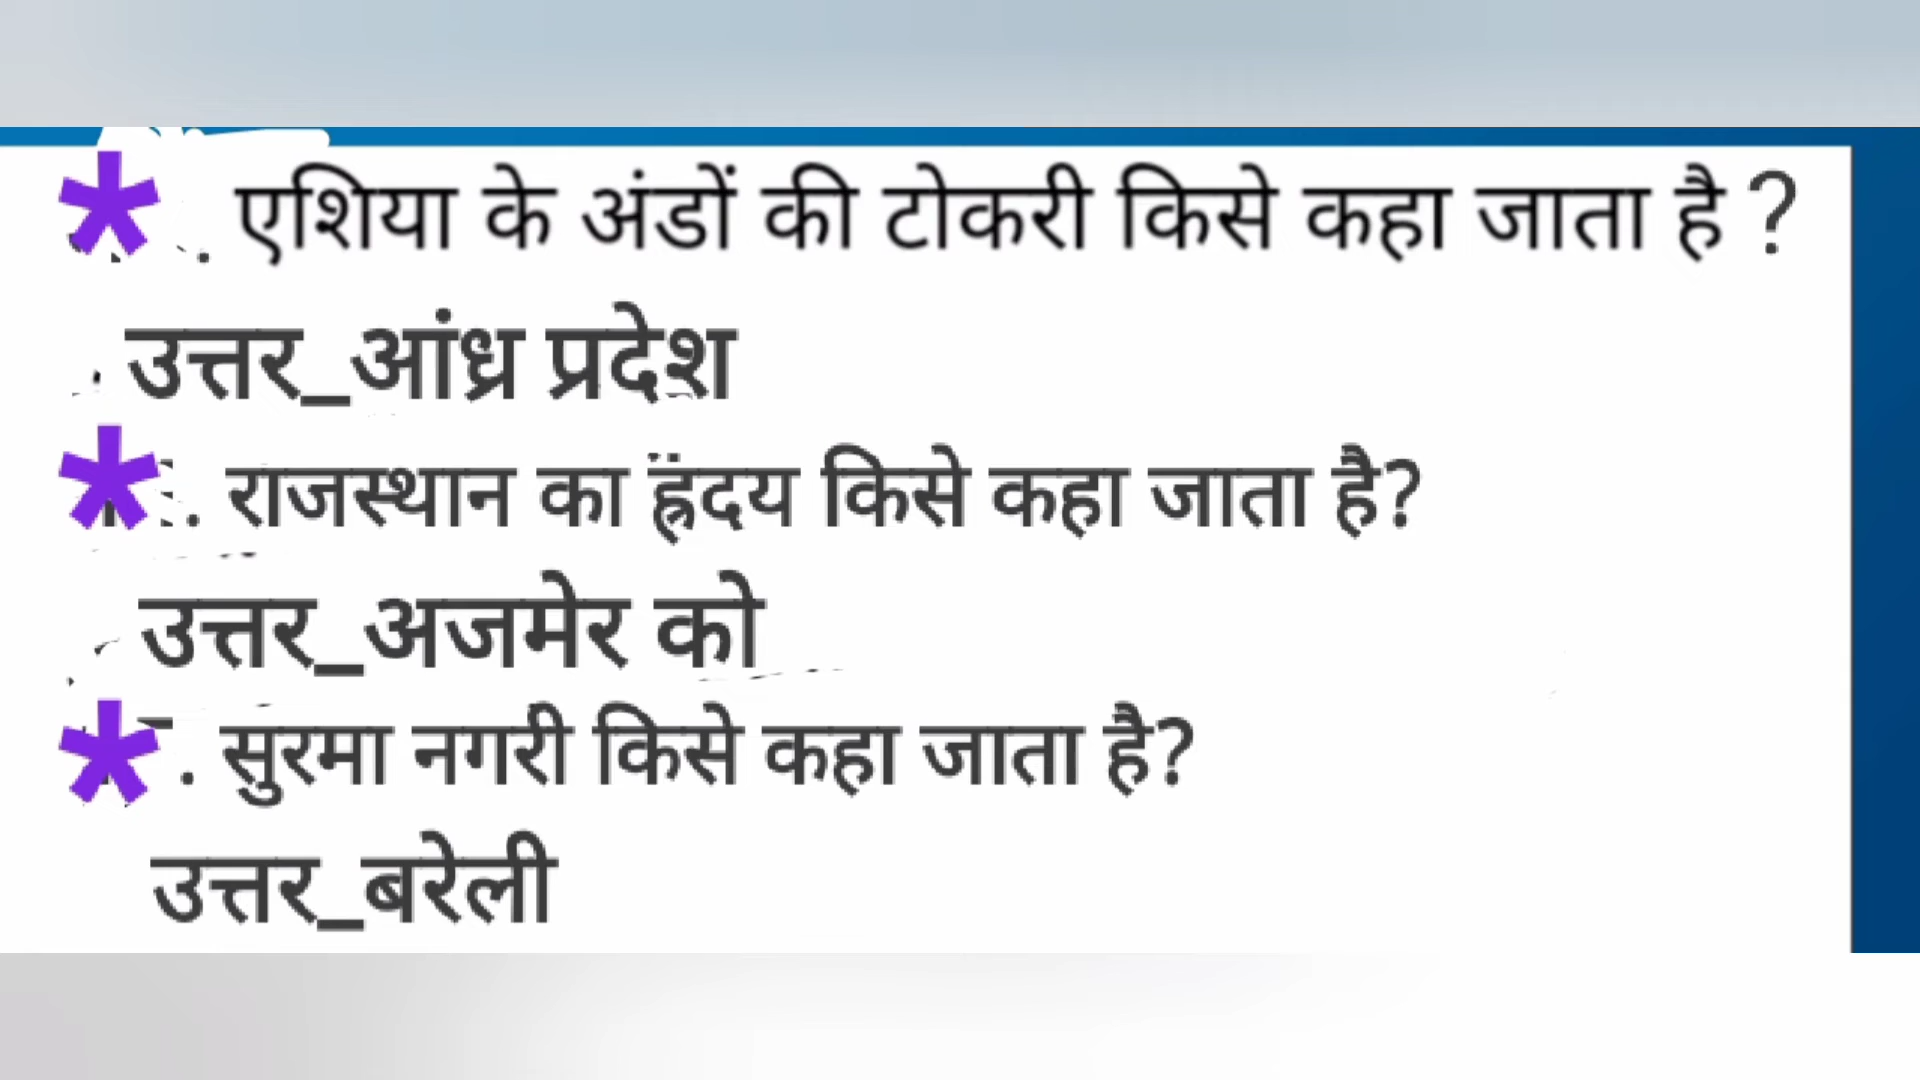 * . एशिया के अंडों की टोकरी किसे कहा जाता है ?
उत्तर_आंध्र प्रदेश
* . राजस्थान का ह्रदय किसे कहा जाता है?
उत्तर_अजमेर को
* . सुरमा नगरी किसे कहा जाता है?
उत्तर_बरेली